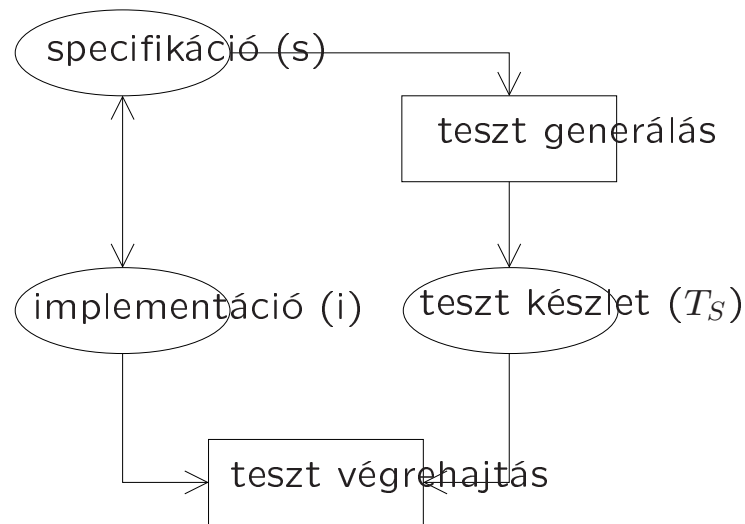 specifikáció (s)
teszt generálás
implementáció (i)
teszt készlet (T_S)
teszt végrehajtás